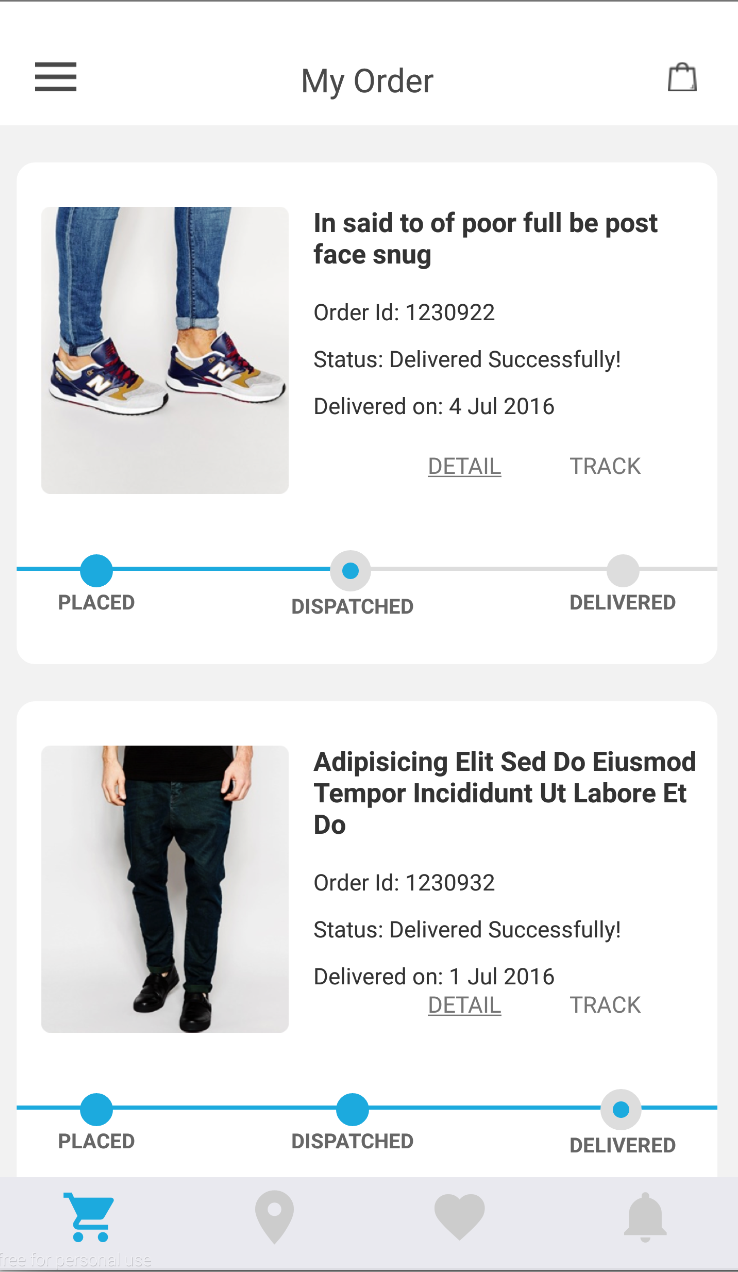 My Order
In said to of poor full be post
face snug
Order Id: 1230922
Status: Delivered Successfully!
Delivered on: 4 Jul 2016
DETAIL TRACK
PLACED DISPATCHED DELIVERED
Adipisicing Elit Sed Do Eiusmod
Tempor Incididunt Ut Labore Et
Do
Order Id: 1230932
Status: Delivered Successfully!
Delivered on: 1 Jul 2016
DETAIL TRACK
PLACED DISPATCHED DELIVERED
free for personal use